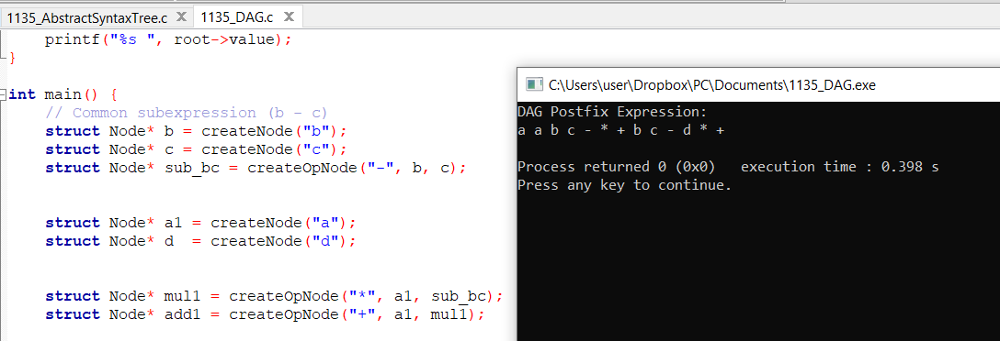 1135_AbstractSyntaxTree.c X 1135_DAG.c X
printf("%s ", root->value);
}
int main() {
// Common subexpression (b - c)
struct Node* b = createNode("b");
struct Node* c = createNode("c");
struct Node* sub_bc = createOpNode("-", b, c);
struct Node* a1 = createNode("a");
struct Node* d  = createNode("d");
struct Node* mul1 = createOpNode("*", a1, sub_bc);
struct Node* add1 = createOpNode("+", a1, mul1);
C:\Users\user\Dropbox\PC\Documents\1135_DAG.exe
DAG Postfix Expression:
a a b c - * + b c - d * +
Process returned 0 (0x0)   execution time : 0.398 s
Press any key to continue.